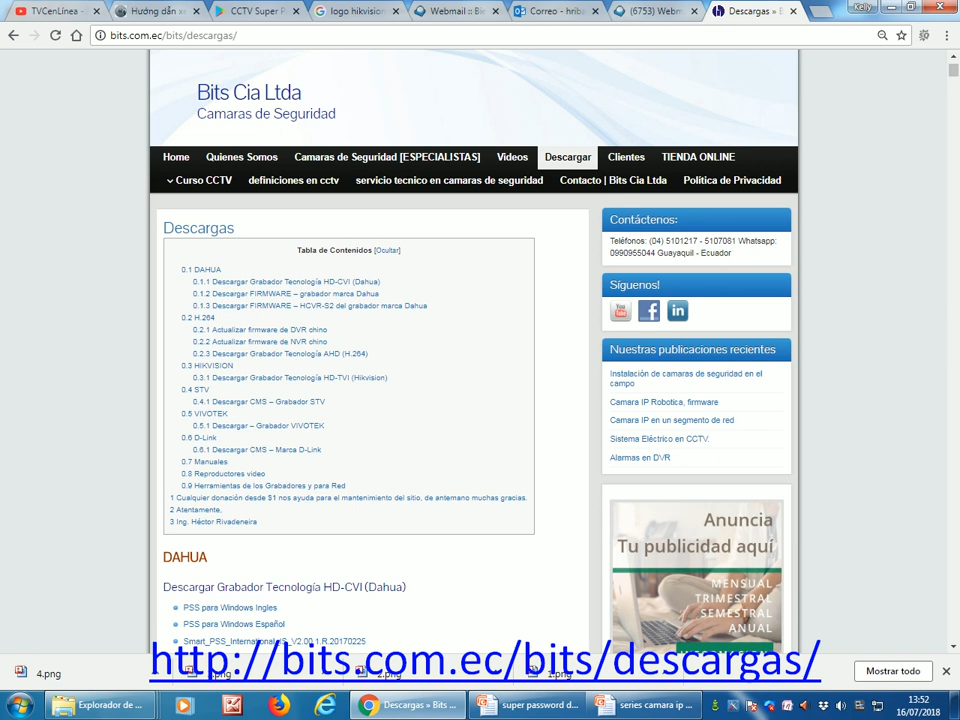 TVCenLínea
Hướng dẫn xe
CCTV Super P
logo hikvision
Webmail :: Bie
Correo - hriba
(6753) Webm
Descargas » B
Kelly
bits.com.ec/bits/descargas/
Bits Cia Ltda
Camaras de Seguridad
Home
Quienes Somos
Camaras de Seguridad [ESPECIALISTAS]
Videos
Descargar
Clientes
TIENDA ONLINE
Curso CCTV
definiciones en cctv
servicio tecnico en camaras de seguridad
Contacto | Bits Cia Ltda
Politica de Privacidad
Descargas
Tabla de Contenidos [Ocultar]
0.1 DAHUA
0.1.1 Descargar Grabador Tecnología HD-CVI (Dahua)
0.1.2 Descargar FIRMWARE – grabador marca Dahua
0.1.3 Descargar FIRMWARE – HCVR-S2 del grabador marca Dahua
0.2 H.264
0.2.1 Actualizar firmware de DVR chino
0.2.2 Actualizar firmware de NVR chino
0.2.3 Descargar Grabador Tecnología AHD (H.264)
0.3 HIKVISION
0.3.1 Descargar Grabador Tecnología HD-TVI (Hikvision)
0.4 STV
0.4.1 Descargar CMS – Grabador STV
0.5 VIVOTEK
0.5.1 Descargar – Grabador VIVOTEK
0.6 D-Link
0.6.1 Descargar CMS – Marca D-Link
0.7 Manuales
0.8 Reproductores video
0.9 Herramientas de los Grabadores y para Red
1 Cualquier donación desde $1 nos ayuda para el mantenimiento del sitio, de antemano muchas gracias.
2 Atentamente,
3 Ing. Héctor Rivadeneira
DAHUA
Descargar Grabador Tecnología HD-CVI (Dahua)
PSS para Windows Ingles
PSS para Windows Español
Smart_PSS_International_IS_V2.00.1.R.20170225
Contáctenos:
Teléfonos: (04) 5101217 - 5107081 Whatsapp:
0990955044 Guayaquil - Ecuador
Síguenos!
You
Tube
f
in
Nuestras publicaciones recientes
Instalación de camaras de seguridad en el
campo
Camara IP Robotica, firmware
Camara IP en un segmento de red
Sistema Eléctrico en CCTV.
Alarmas en DVR
Anuncia
Tu publicidad aquí
MENSUAL
TRIMESTRAL
SEMESTRAL
ANUAL
http://bits.com.ec/bits/descargas/
4.png
Mostrar todo
Explorador de ...
Descargas » Bits ...
super password d...
series camara ip ...
13:52
16/07/2018